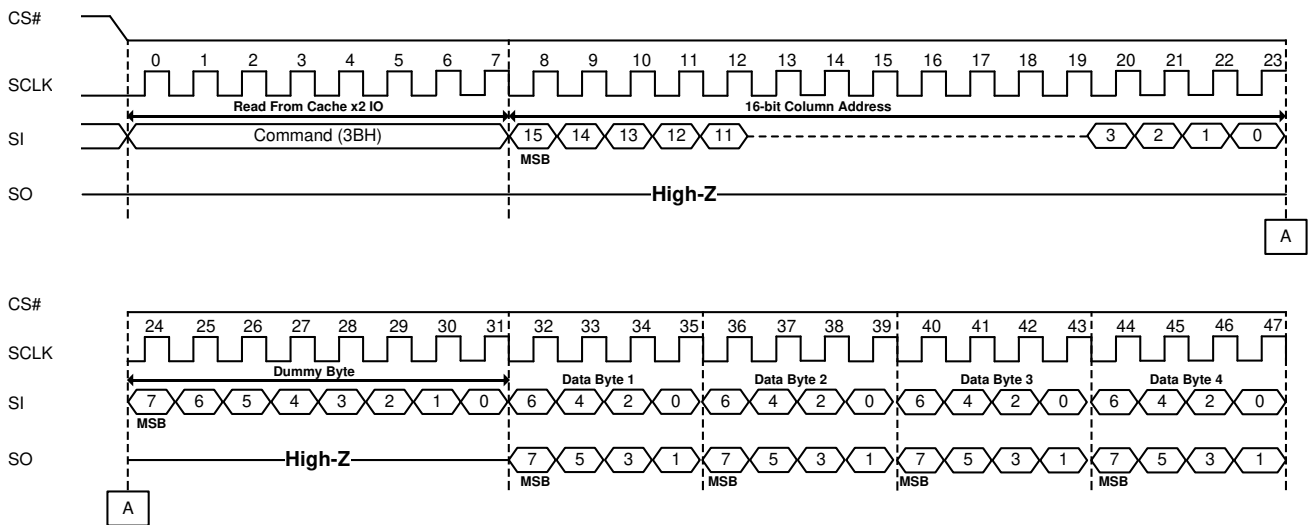 CS#
0 1 2 3 4 5 6 7 8 9 10 11 12 13 14 15 16 17 18 19 20 21 22 23
SCLK
Read From Cache x2 IO 16-bit Column Address
SI Command (3BH) 15 14 13 12 11 3 2 1 0
MSB
SO High-Z
A
CS#
24 25 26 27 28 29 30 31 32 33 34 35 36 37 38 39 40 41 42 43 44 45 46 47
SCLK
Dummy Byte Data Byte 1 Data Byte 2 Data Byte 3 Data Byte 4
SI 7 6 5 4 3 2 1 0 6 4 2 0 6 4 2 0 6 4 2 0 6 4 2 0
MSB
SO High-Z 7 5 3 1 7 5 3 1 7 5 3 1 7 5 3 1
MSB MSB MSB MSB
A